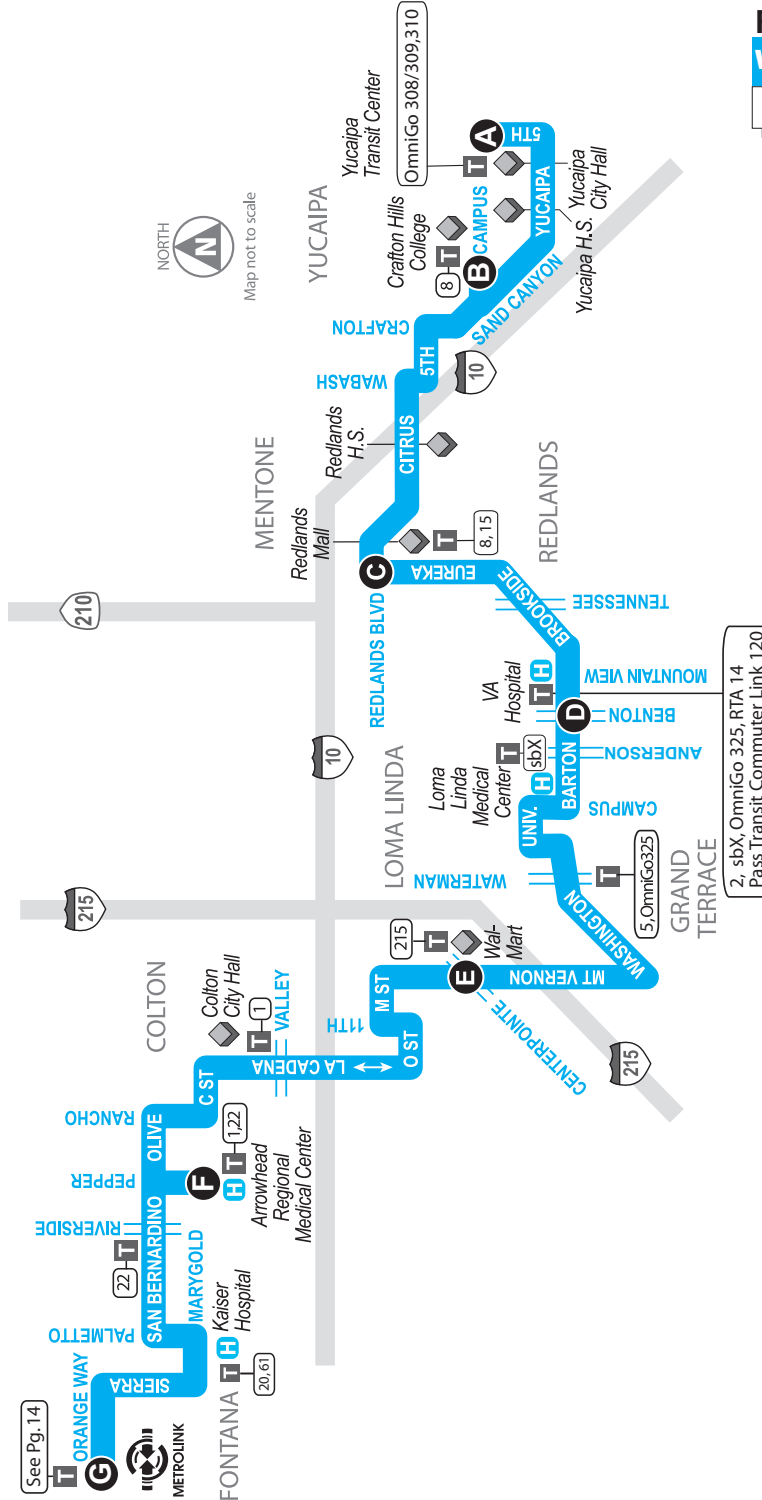 See Pg. 14
T
ORANGE WAY
G
METROLINK
FONTANA
SIERRA
T
H
Kaiser
Hospital
20, 61
PALMETTO
MARYGOLD
SAN BERNARDINO
22
T
RIVERSIDE
PEPPER
F
H
T
1,22
Arrowhead
Regional
Medical Center
OLIVE
RANCHO
COLTON
C ST
Colton
City Hall
T
1
VALLEY
LA CADENA
O ST
11TH
M ST
215
215
T
E
Wal-
Mart
CENTERPOINTE
215
MT VERNON
WASHINGTON
10
LOMA LINDA
WATERMAN
T
5,OmniGo325
GRAND
TERRACE
UNIV.
CAMPUS
Loma
Linda
Medical
Center
H
T
sbX
BARTON
ANDERSON
D
BENTON
VA
Hospital
T
H
MOUNTAIN VIEW
2, sbX, OmniGo 325, RTA 14
Pass Transit Commuter Link 120
210
REDLANDS BLVD
C
EUREKA
BROOKSIDE
TENNESSEE
REDLANDS
Redlands
Mall
T
8, 15
MENTONE
Redlands
H.S.
CITRUS
WABASH
10
5TH
CRAFTON
SAND CANYON
NORTH
N
Map not to scale
YUCAIPA
Crafton Hills
College
8
T
B
CAMPUS
Yucaipa
Transit Center
OmniGo 308/309,310
T
A
5TH
YUCAIPA
Yucaipa H.S.
Yucaipa
City Hall